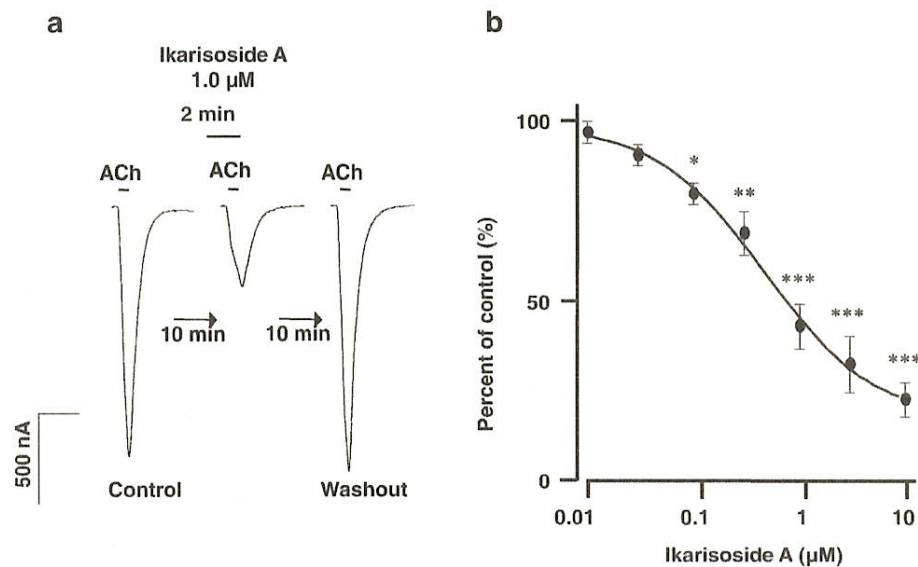 a
Ikarisoside A
1.0 µM
2 min
ACh
ACh
ACh
10 min
10 min
500 nA
Control
Washout
b
Percent of control (%)
100
50
0
*
**
***
***
***
0.01
0.1
1
10
Ikarisoside A (µM)